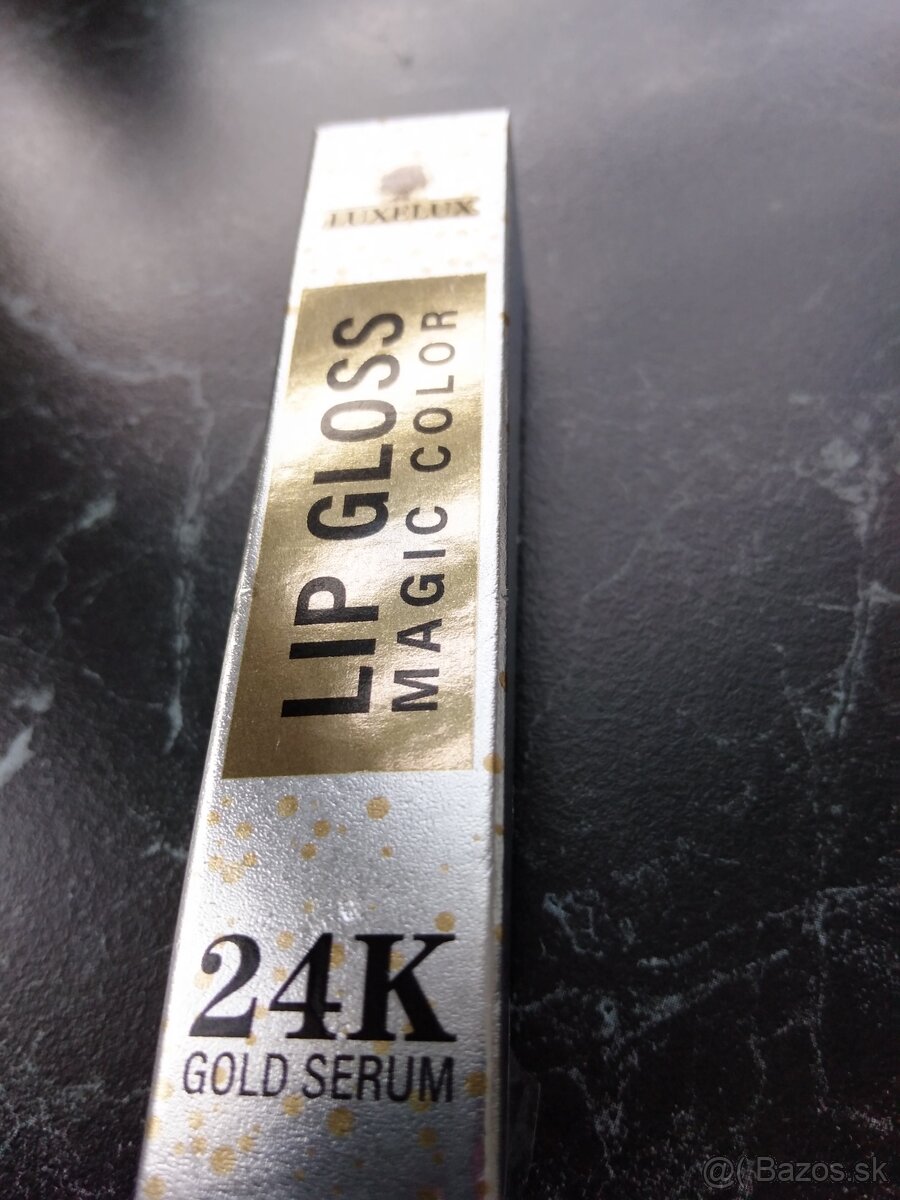 LUXELUX
LIP GLOSS
MAGIC COLOR
24K
GOLD SERUM
@( Bazos.sk